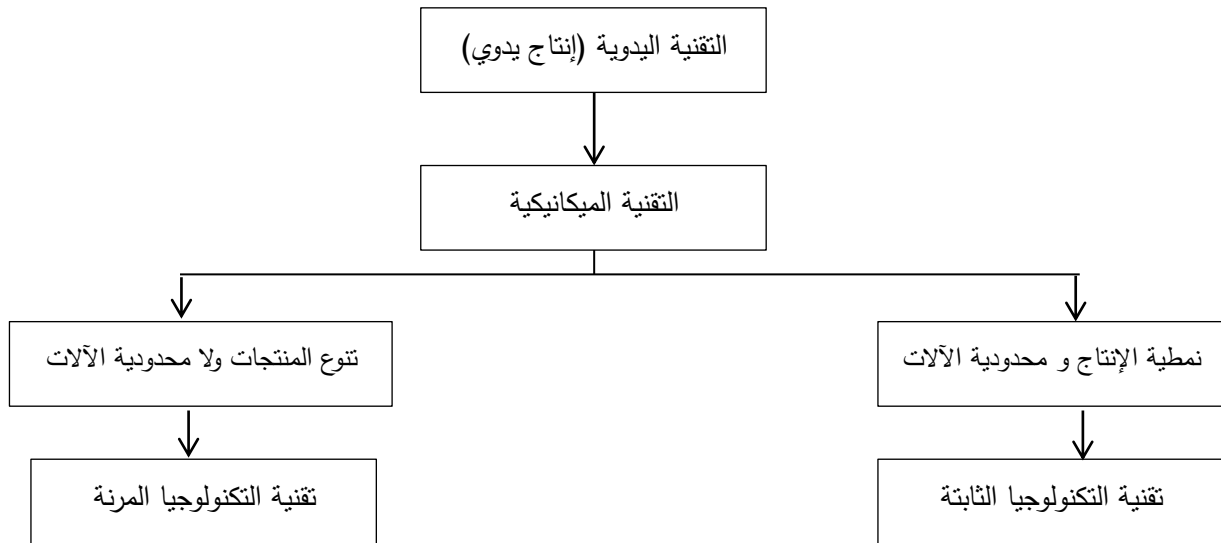 التقنية اليدوية (إنتاج يدوي)
التقنية الميكانيكية
نمطية الإنتاج و محدودية الآلات
تنوع المنتجات ولا محدودية الآلات
تقنية التكنولوجيا الثابتة
تقنية التكنولوجيا المرنة